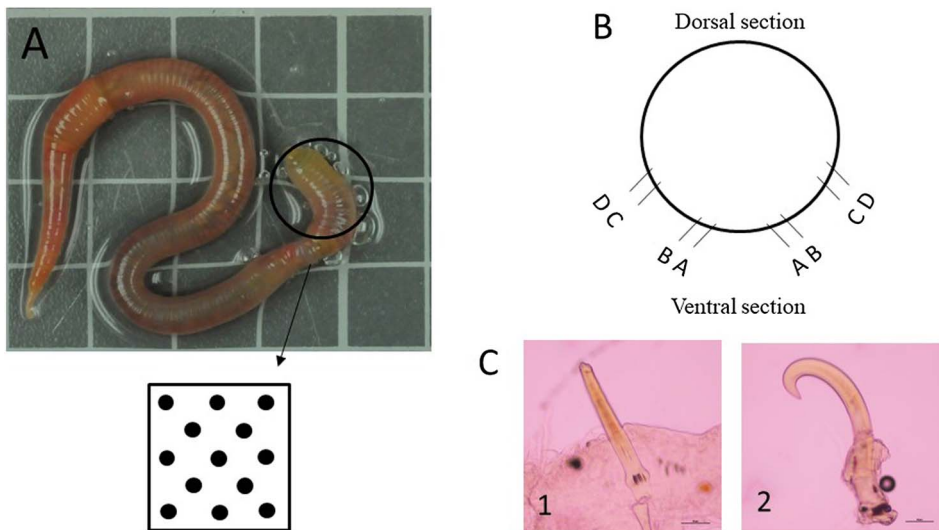 A
B
Dorsal section
D C
B A
A B
C D
Ventral section
C
1
2